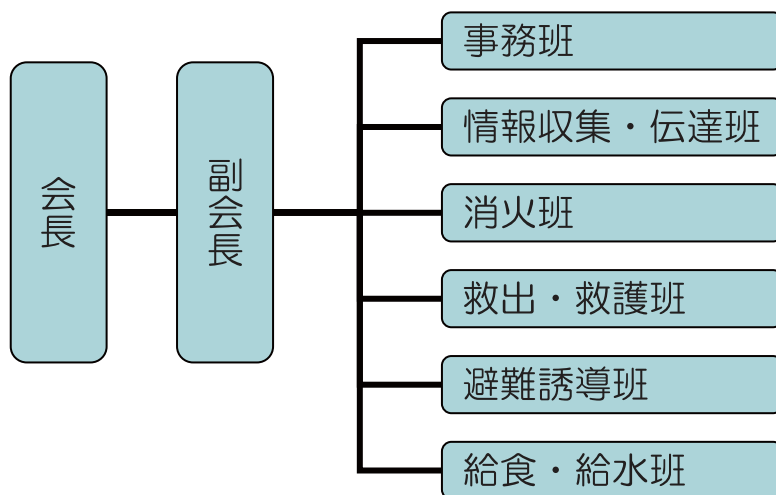 会長
副会長
事務班
情報収集・伝達班
消火班
救出・救護班
避難誘導班
給食・給水班